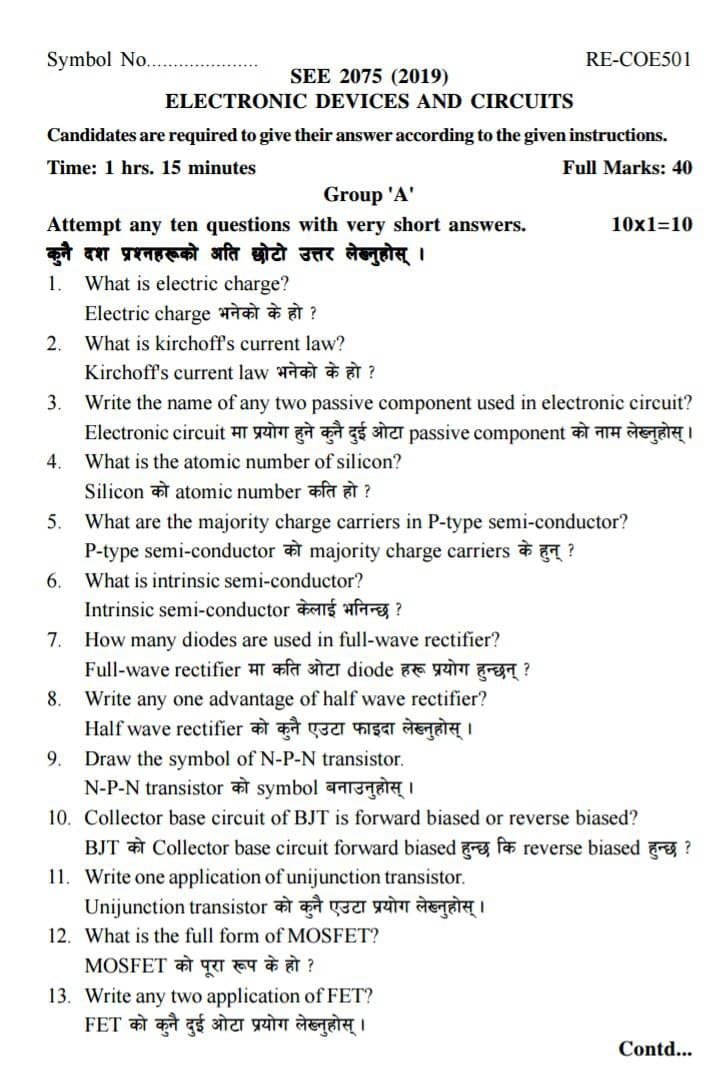 Symbol No.....................
RE-COE501
SEE 2075 (2019)
ELECTRONIC DEVICES AND CIRCUITS
Candidates are required to give their answer according to the given instructions.
Time: 1 hrs. 15 minutes
Full Marks: 40
Group 'A'
Attempt any ten questions with very short answers. 10x1=10
कुनै दश प्रश्नहरूको अति छोटो उत्तर लेख्नुहोस् ।
1. What is electric charge?
Electric charge भनेको के हो ?
2. What is kirchoff's current law?
Kirchoff's current law भनेको के हो ?
3. Write the name of any two passive component used in electronic circuit?
Electronic circuit मा प्रयोग हुने कुनै दुई ओटा passive component को नाम लेख्नुहोस् ।
4. What is the atomic number of silicon?
Silicon को atomic number कति हो ?
5. What are the majority charge carriers in P-type semi-conductor?
P-type semi-conductor को majority charge carriers के हुन् ?
6. What is intrinsic semi-conductor?
Intrinsic semi-conductor केलाई भनिन्छ ?
7. How many diodes are used in full-wave rectifier?
Full-wave rectifier मा कति ओटा diode हरू प्रयोग हुन्छन् ?
8. Write any one advantage of half wave rectifier?
Half wave rectifier को कुनै एउटा फाइदा लेख्नुहोस् ।
9. Draw the symbol of N-P-N transistor.
N-P-N transistor को symbol बनाउनुहोस् ।
10. Collector base circuit of BJT is forward biased or reverse biased?
BJT को Collector base circuit forward biased हुन्छ कि reverse biased हुन्छ ?
11. Write one application of unijunction transistor.
Unijunction transistor को कुनै एउटा प्रयोग लेख्नुहोस् ।
12. What is the full form of MOSFET?
MOSFET को पूरा रूप के हो ?
13. Write any two application of FET?
FET को कुनै दुई ओटा प्रयोग लेख्नुहोस् ।
Contd...